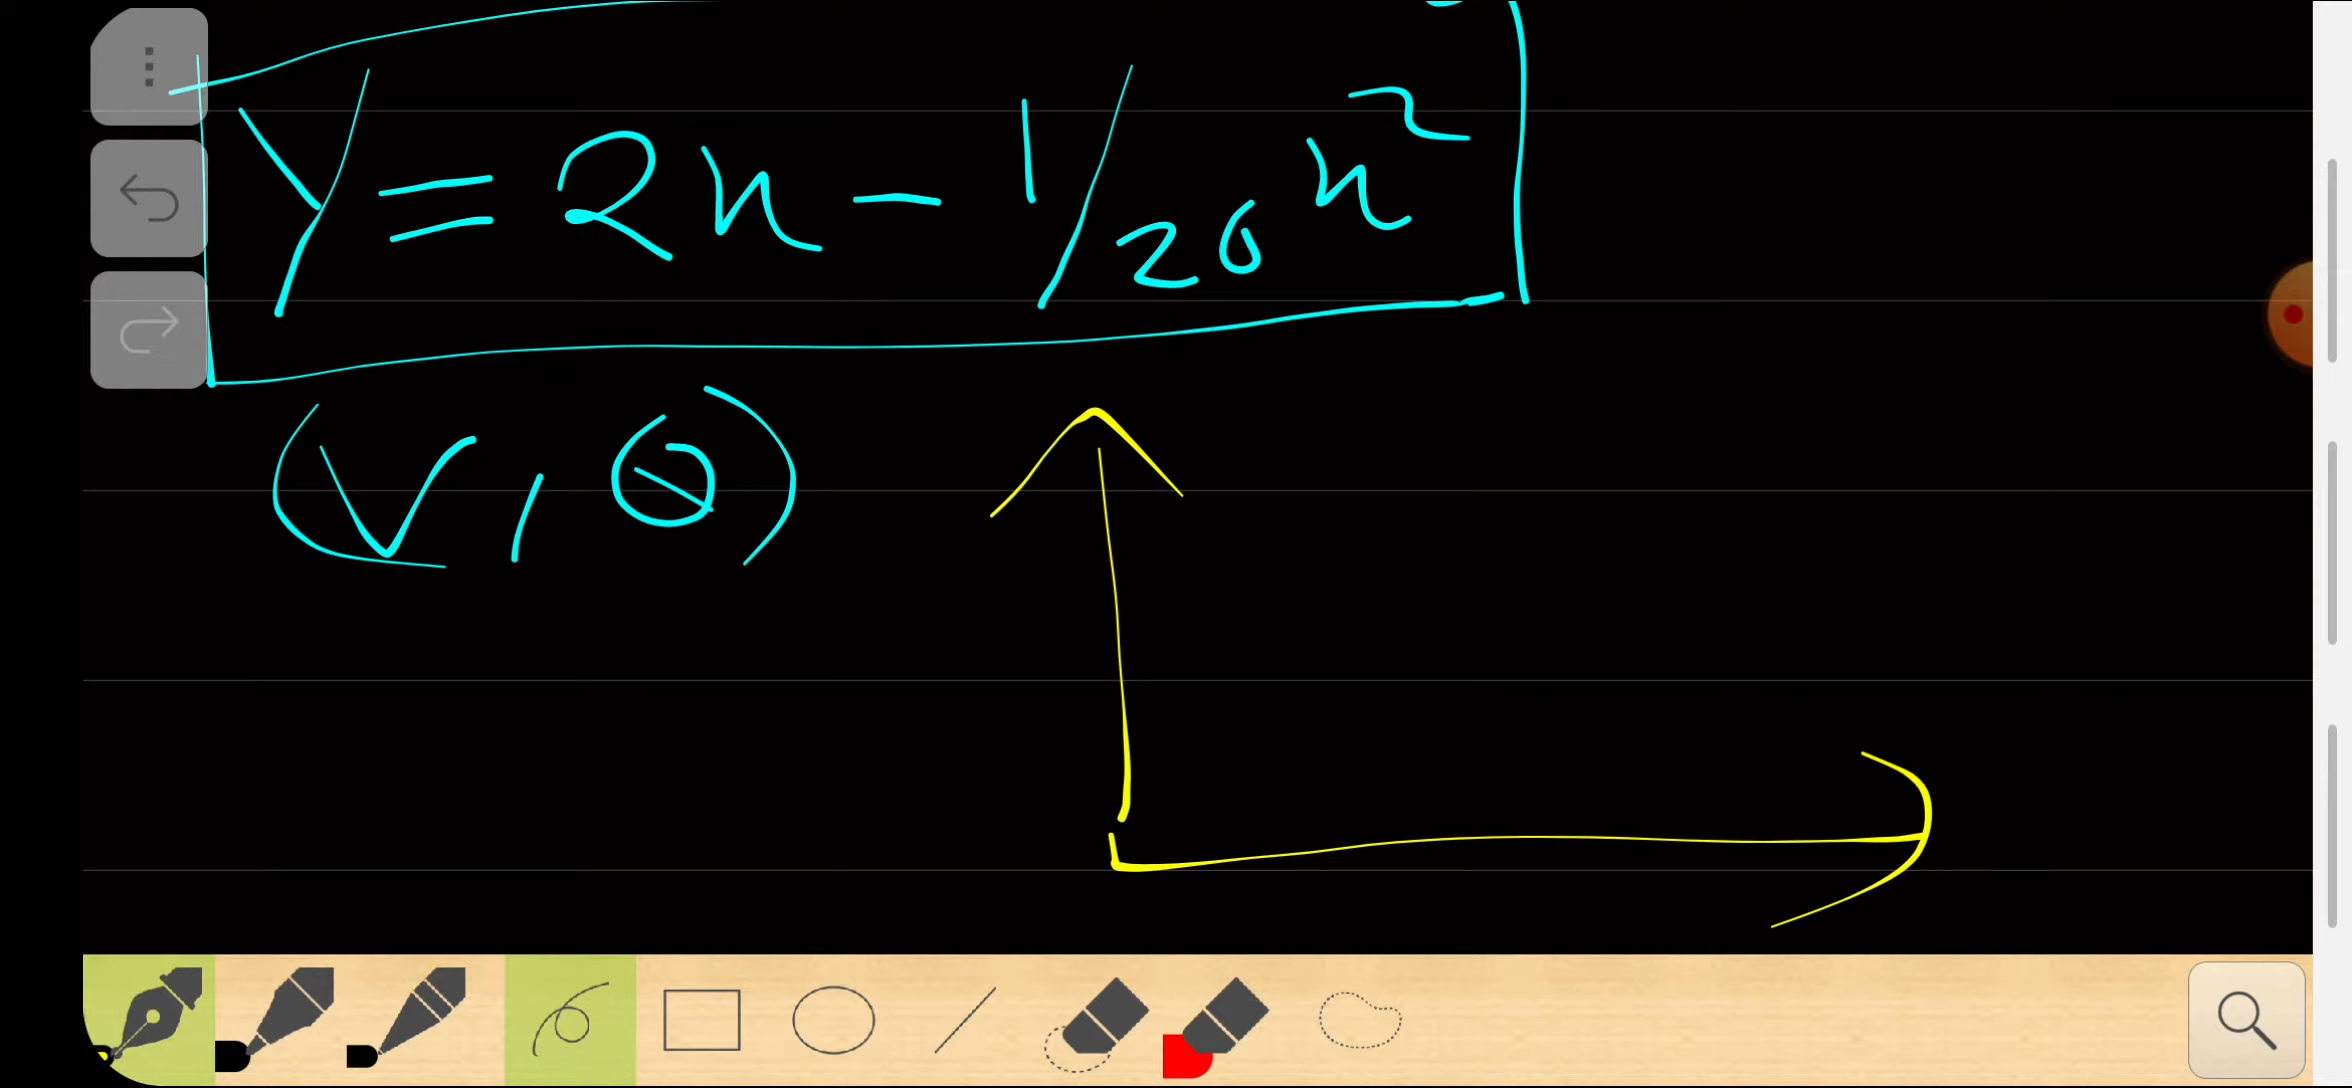 Y = 2x - 1/20 x²
(v, θ)